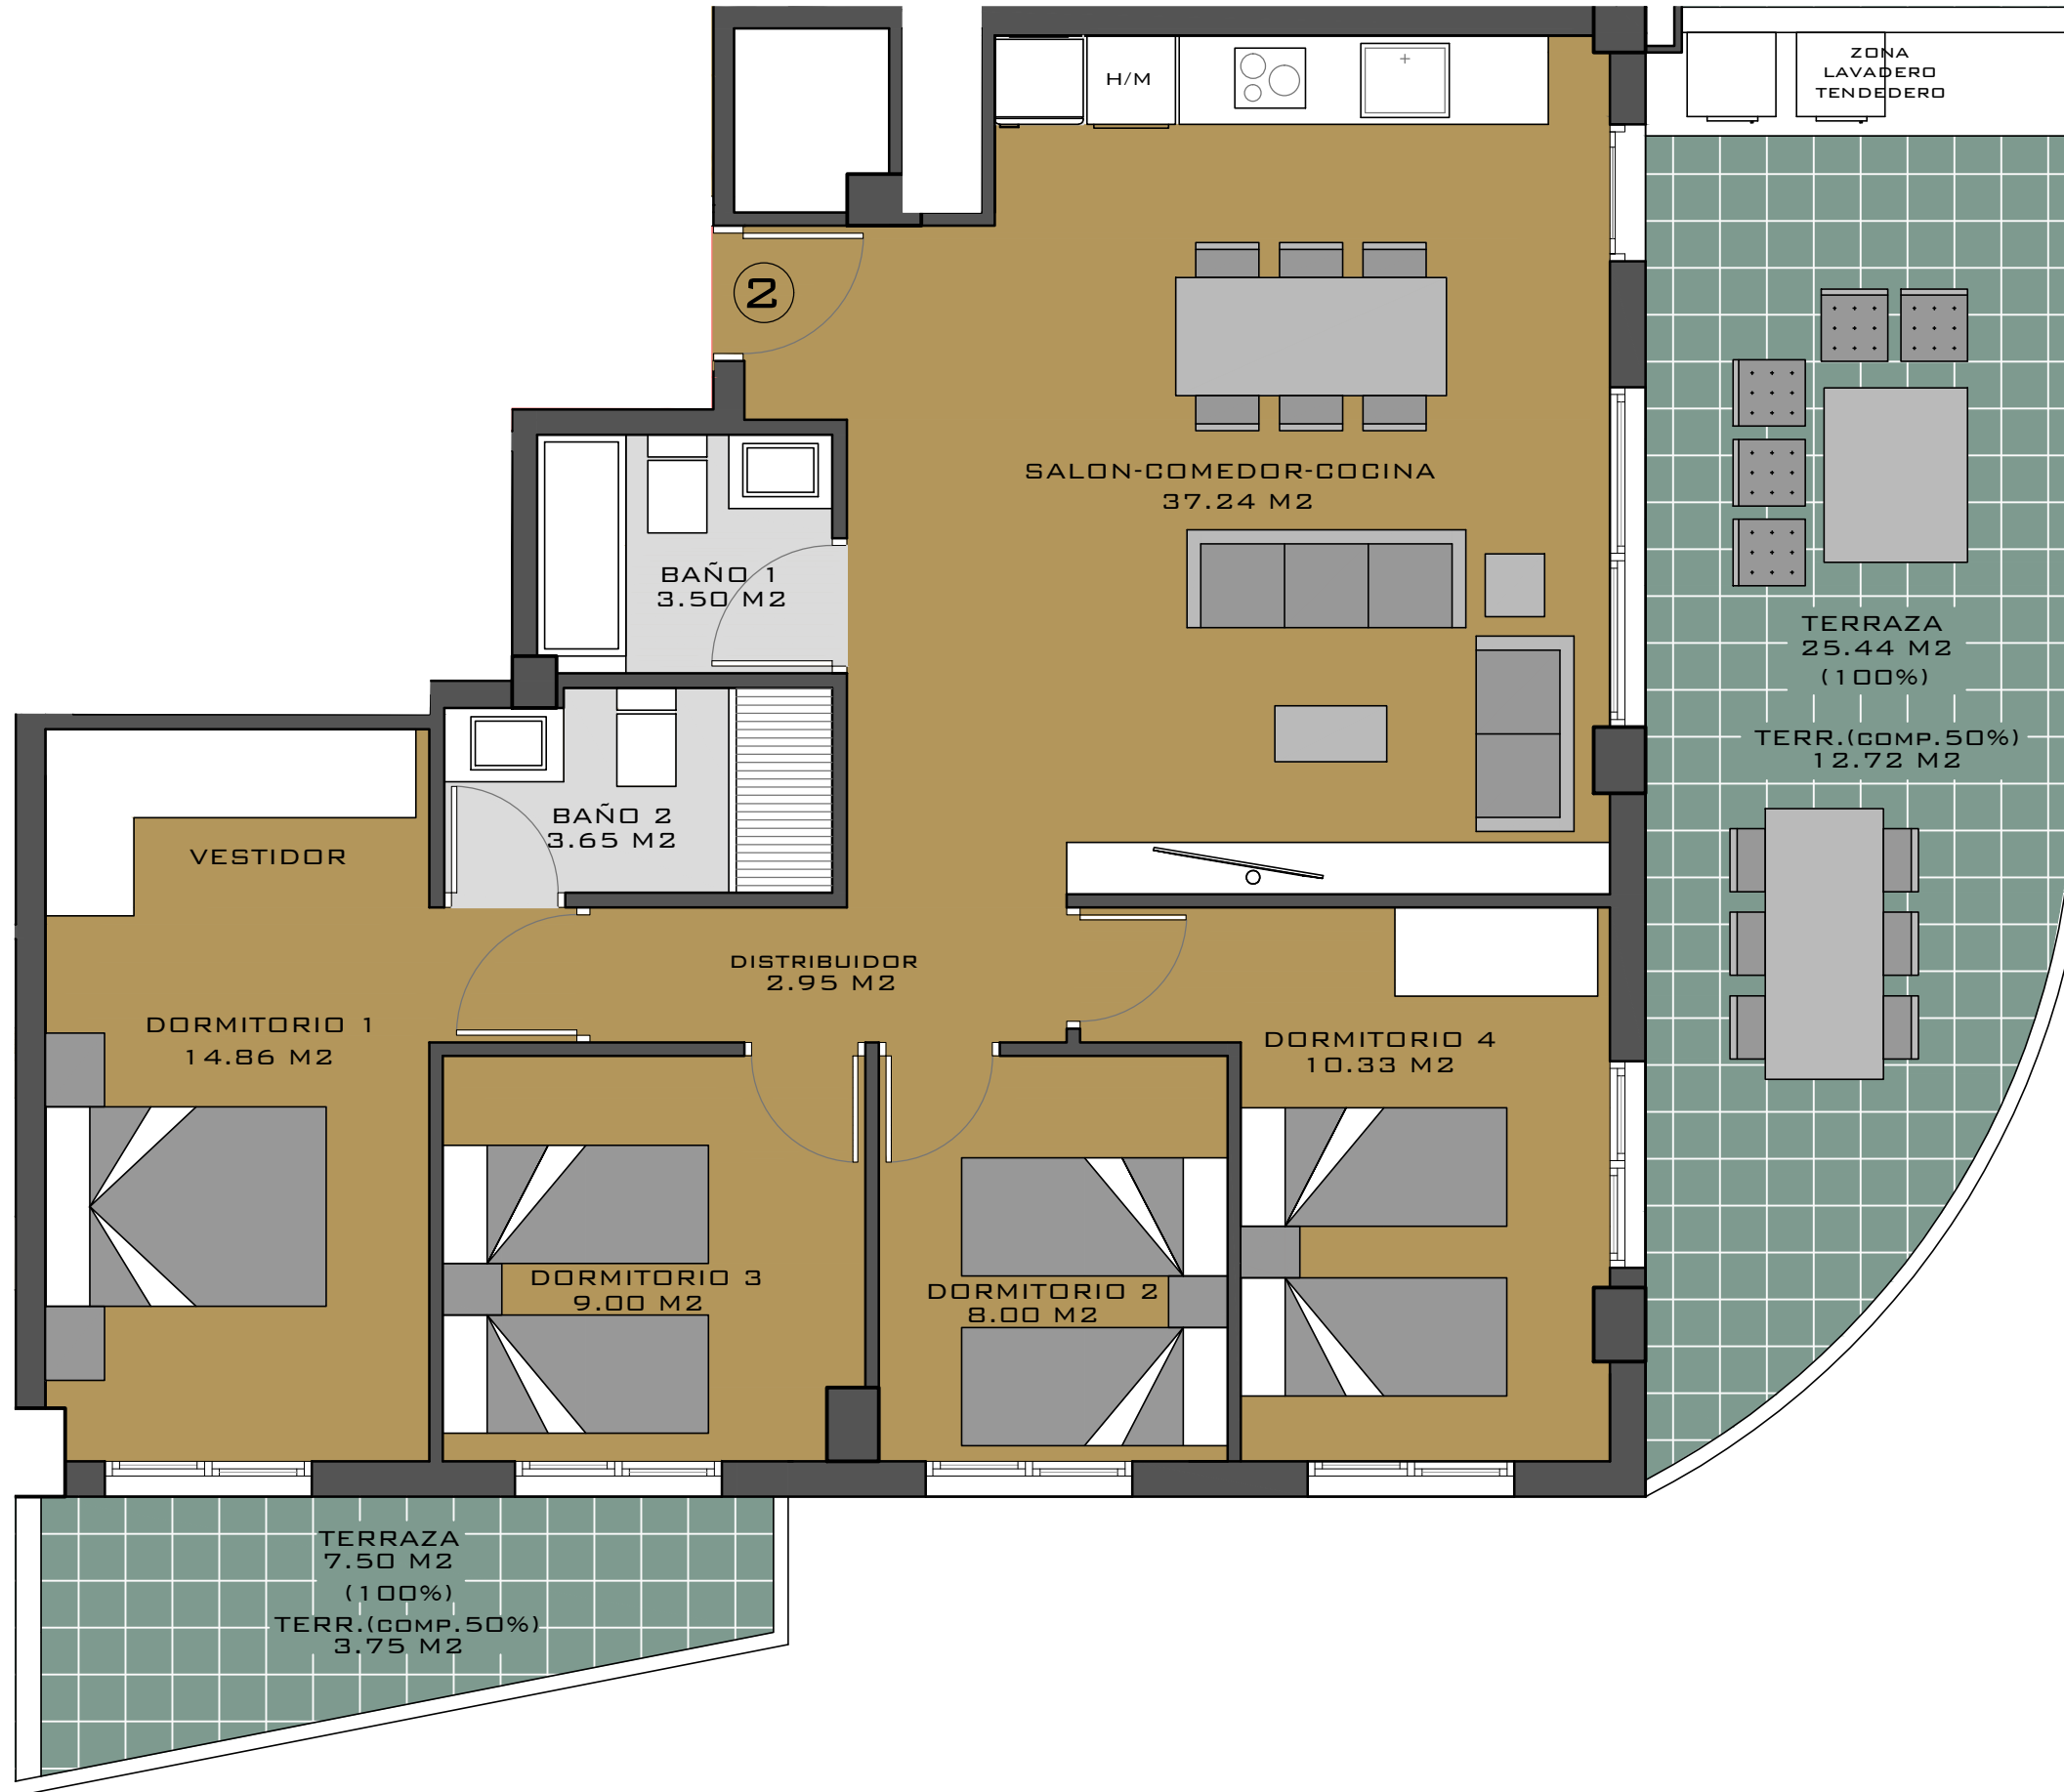 H/M
ZONA
LAVADERO
TENDEDERO
2
SALON-COMEDOR-COCINA
37.24 M2
BAÑO 1
3.50 M2
TERRAZA
25.44 M2
(100%)
TERR.(COMP.50%)
12.72 M2
BAÑO 2
3.65 M2
VESTIDOR
DISTRIBUIDOR
2.95 M2
DORMITORIO 1
14.86 M2
DORMITORIO 4
10.33 M2
DORMITORIO 3
9.00 M2
DORMITORIO 2
8.00 M2
TERRAZA
7.50 M2
(100%)
TERR.(COMP.50%)
3.75 M2